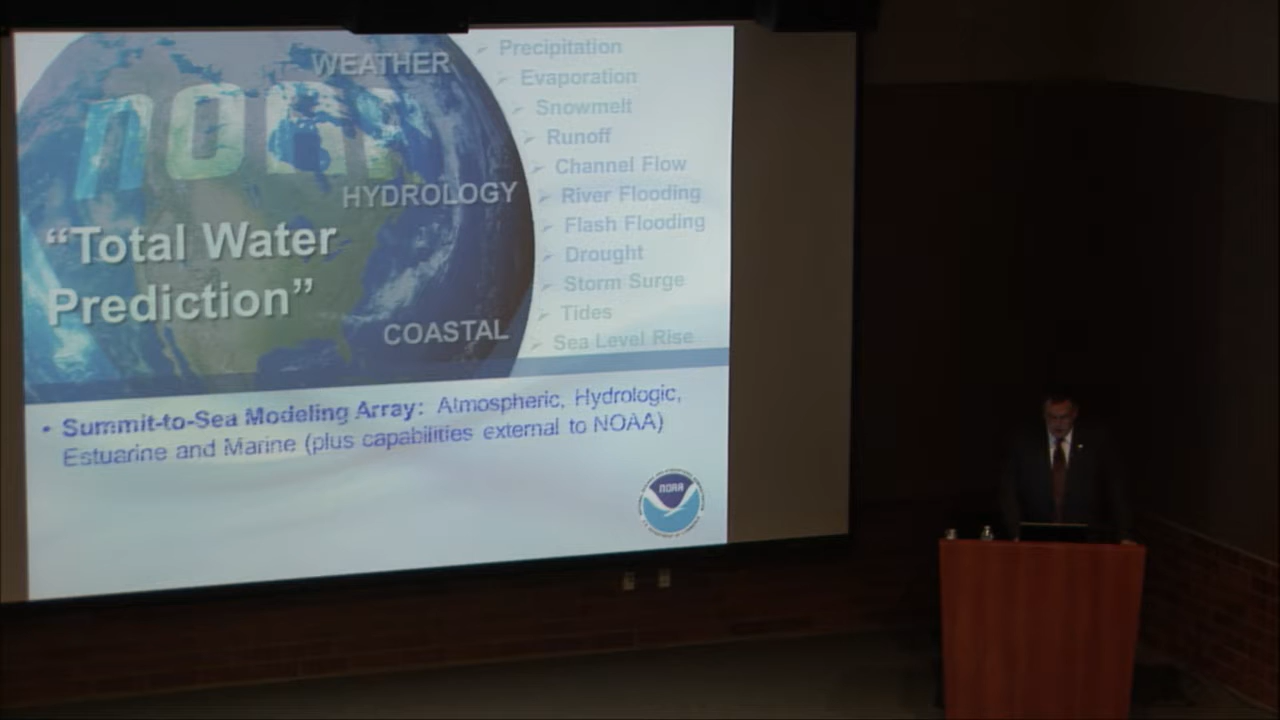 noaa
WEATHER
HYDROLOGY
“Total Water
Prediction”
COASTAL
➢ Precipitation
➢ Evaporation
➢ Snowmelt
➢ Runoff
➢ Channel Flow
➢ River Flooding
➢ Flash Flooding
➢ Drought
➢ Storm Surge
➢ Tides
➢ Sea Level Rise
• Summit-to-Sea Modeling Array: Atmospheric, Hydrologic,
Estuarine and Marine (plus capabilities external to NOAA)
NOAA